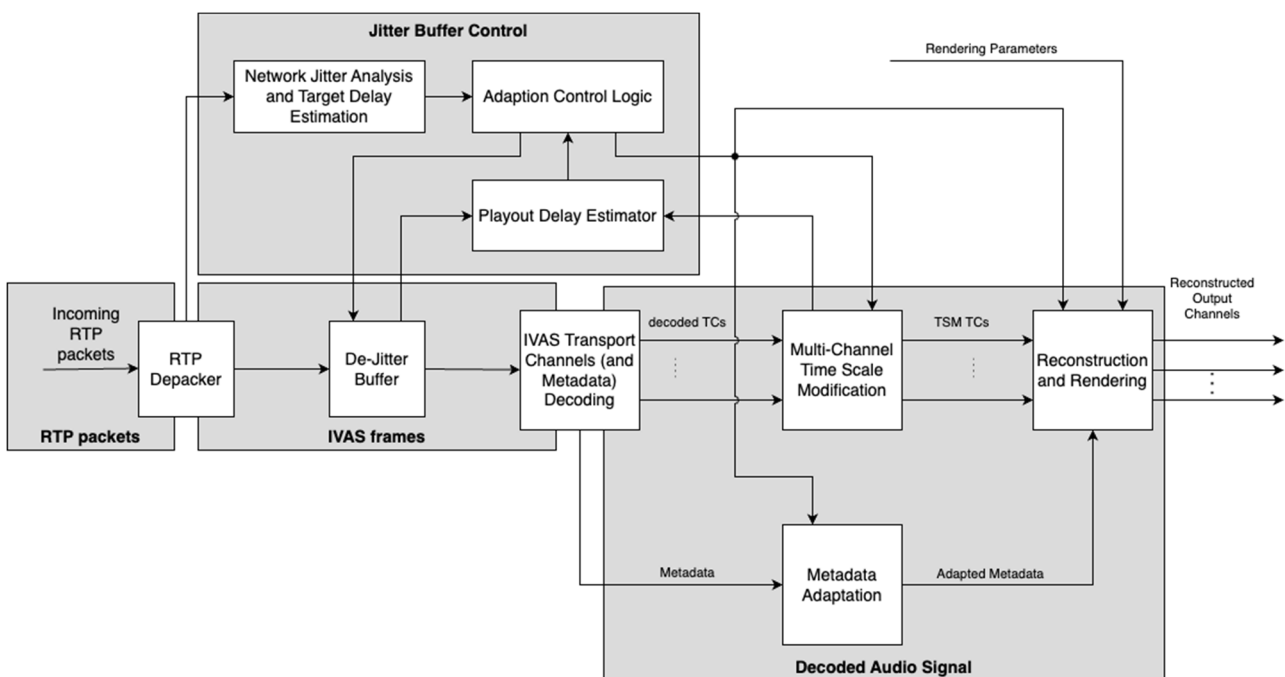 Jitter Buffer Control
Rendering Parameters
Network Jitter Analysis
and Target Delay
Estimation
Adaption Control Logic
Playout Delay Estimator
Incoming
RTP
packets
RTP
Depacker
RTP packets
De-Jitter
Buffer
IVAS frames
IVAS Transport
Channels (and
Metadata)
Decoding
decoded TCs
Multi-Channel
Time Scale
Modification
TSM TCs
Reconstruction
and Rendering
Reconstructed
Output
Channels
Metadata
Metadata
Adaptation
Adapted Metadata
Decoded Audio Signal